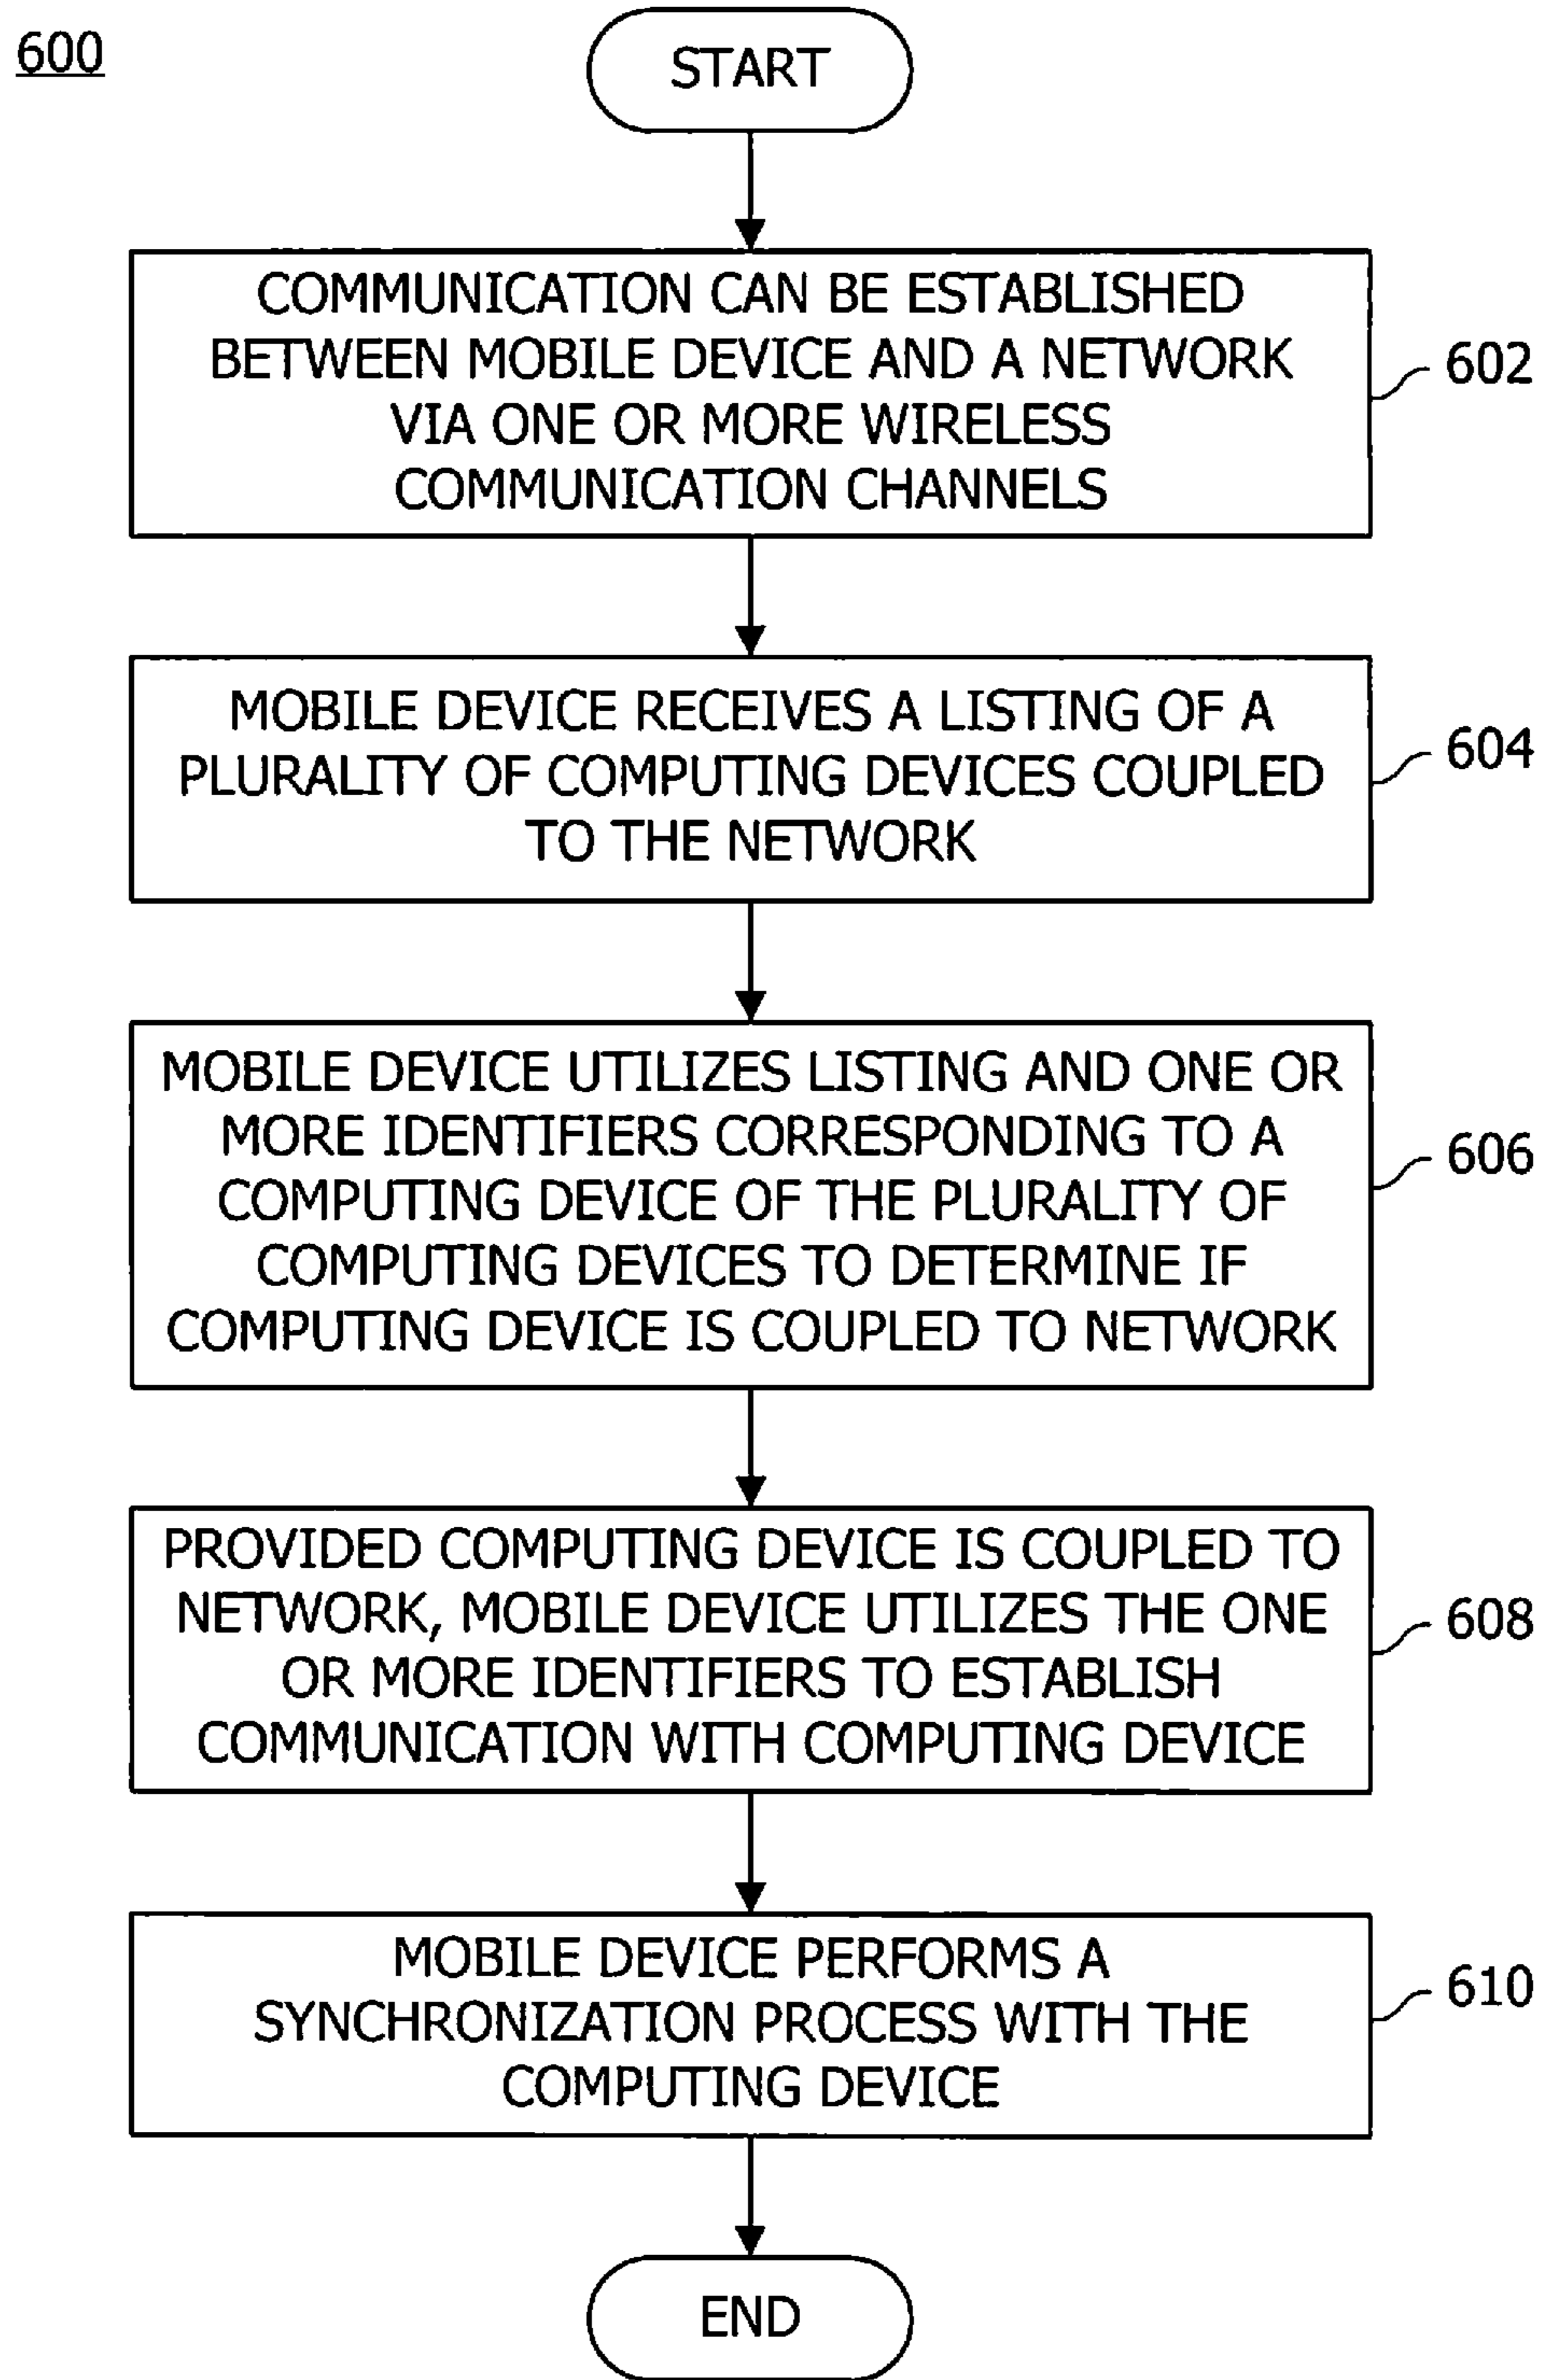 600
START
COMMUNICATION CAN BE ESTABLISHED
BETWEEN MOBILE DEVICE AND A NETWORK
VIA ONE OR MORE WIRELESS
COMMUNICATION CHANNELS
602
MOBILE DEVICE RECEIVES A LISTING OF A
PLURALITY OF COMPUTING DEVICES COUPLED
TO THE NETWORK
604
MOBILE DEVICE UTILIZES LISTING AND ONE OR
MORE IDENTIFIERS CORRESPONDING TO A
COMPUTING DEVICE OF THE PLURALITY OF
COMPUTING DEVICES TO DETERMINE IF
COMPUTING DEVICE IS COUPLED TO NETWORK
606
PROVIDED COMPUTING DEVICE IS COUPLED TO
NETWORK, MOBILE DEVICE UTILIZES THE ONE
OR MORE IDENTIFIERS TO ESTABLISH
COMMUNICATION WITH COMPUTING DEVICE
608
MOBILE DEVICE PERFORMS A
SYNCHRONIZATION PROCESS WITH THE
COMPUTING DEVICE
610
END